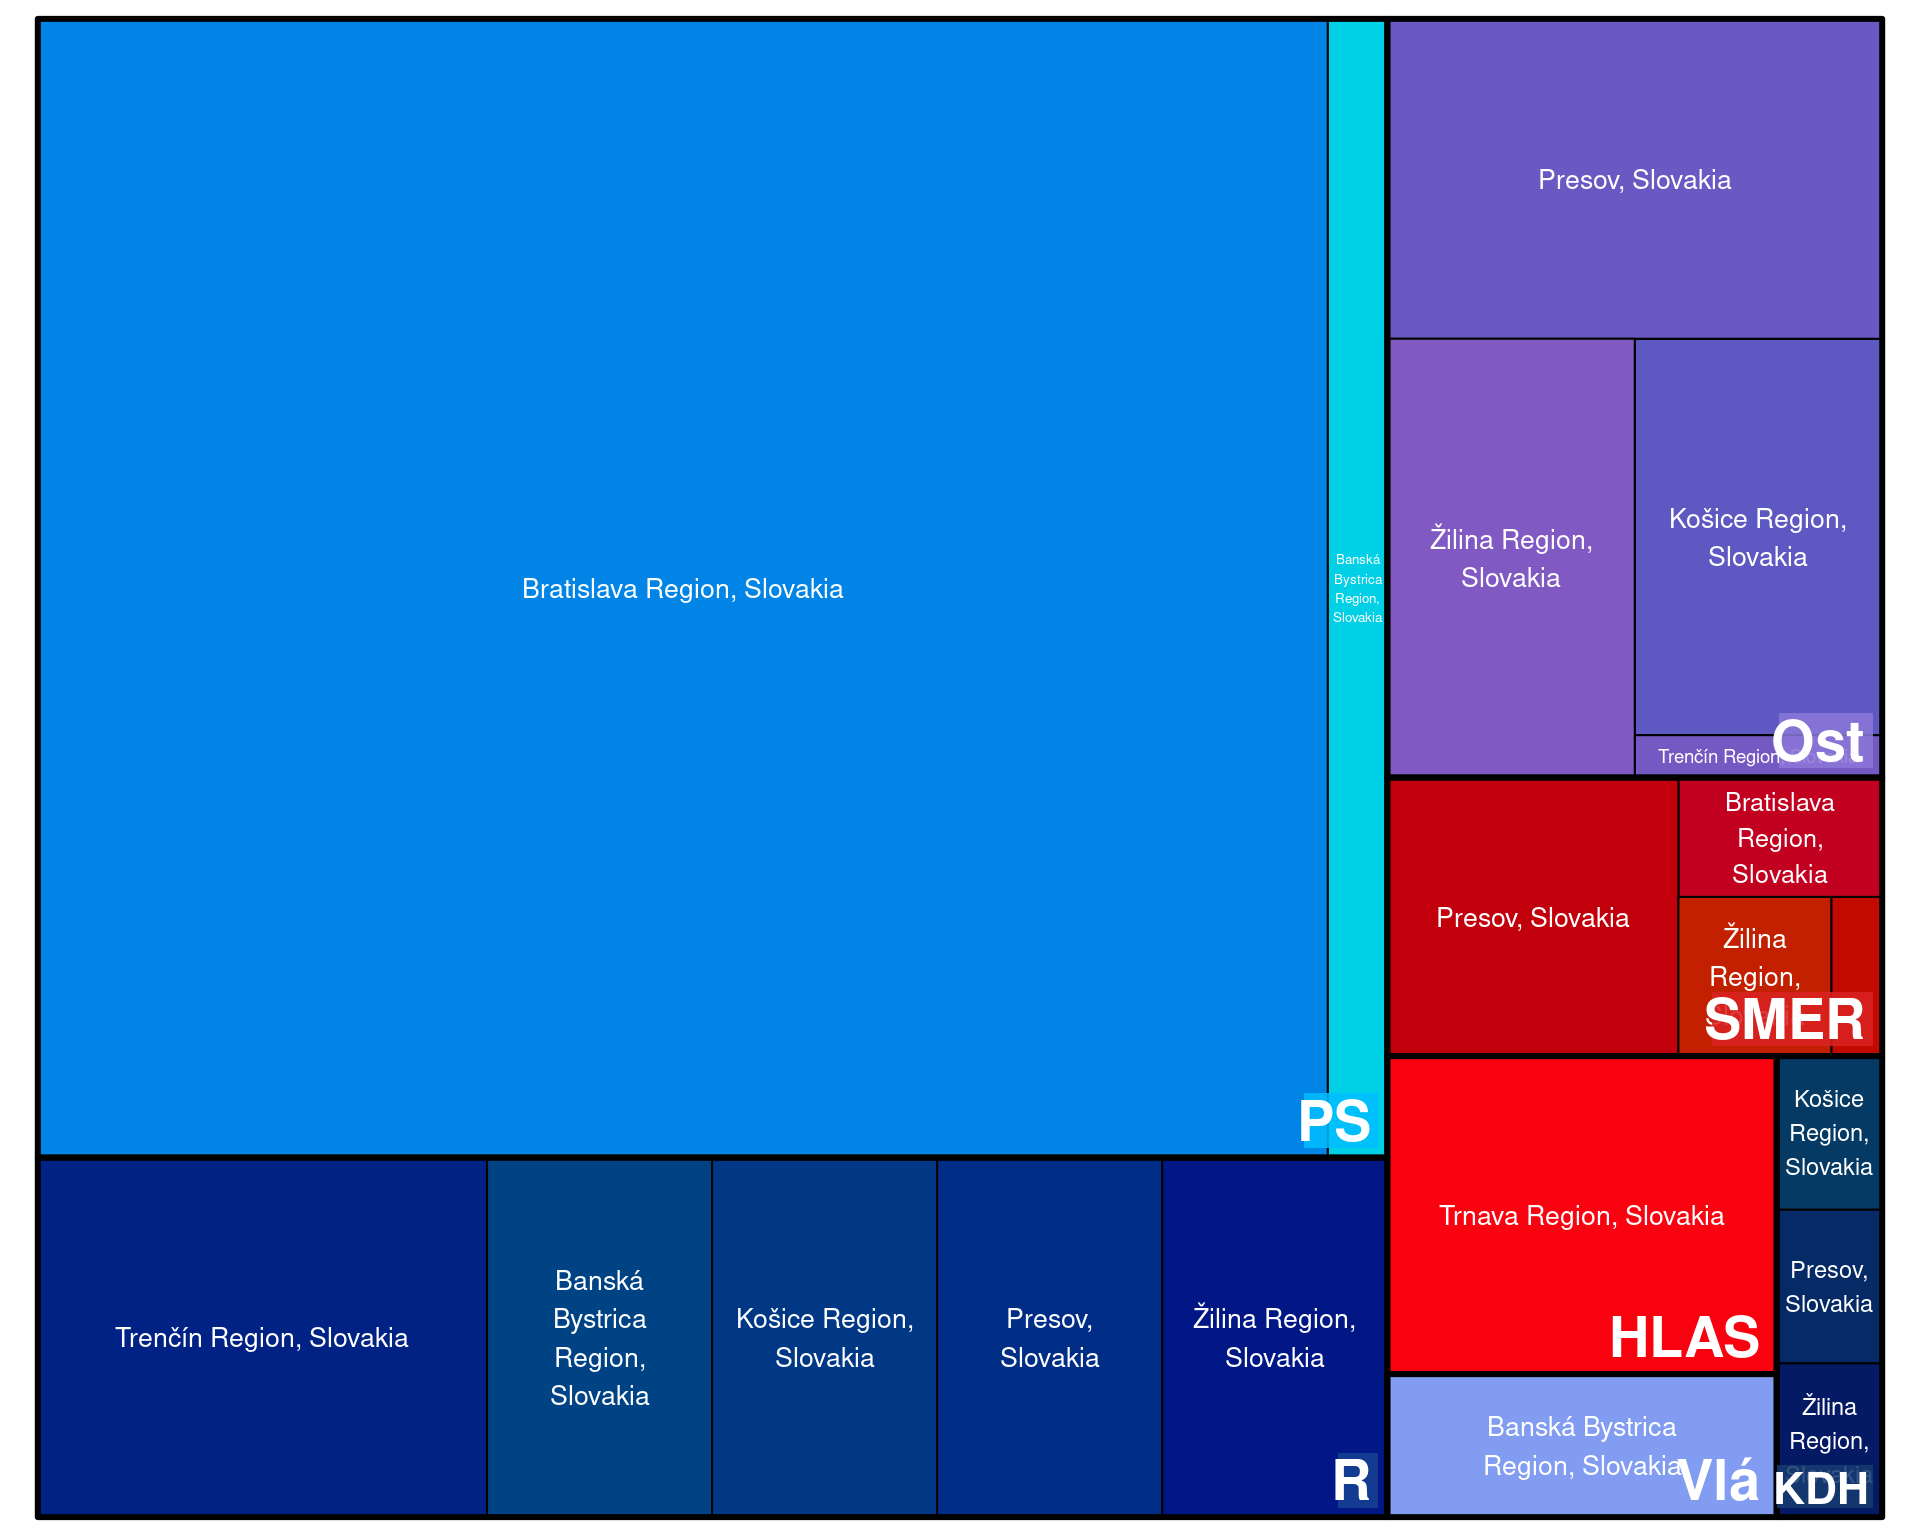 Bratislava Region, Slovakia
Banská
Bystrica
Region,
Slovakia
PS
Trenčín Region, Slovakia
Banská
Bystrica
Region,
Slovakia
Košice Region,
Slovakia
Presov,
Slovakia
Žilina Region,
Slovakia
R
Presov, Slovakia
Žilina Region,
Slovakia
Košice Region,
Slovakia
Trenčín Region
Ost
Presov, Slovakia
Bratislava
Region,
Slovakia
Žilina
Region,
SMER
Trnava Region, Slovakia
HLAS
Banská Bystrica
Region, Slovakia
Vlá
Košice
Region,
Slovakia
Presov,
Slovakia
Žilina
Region,
KDH